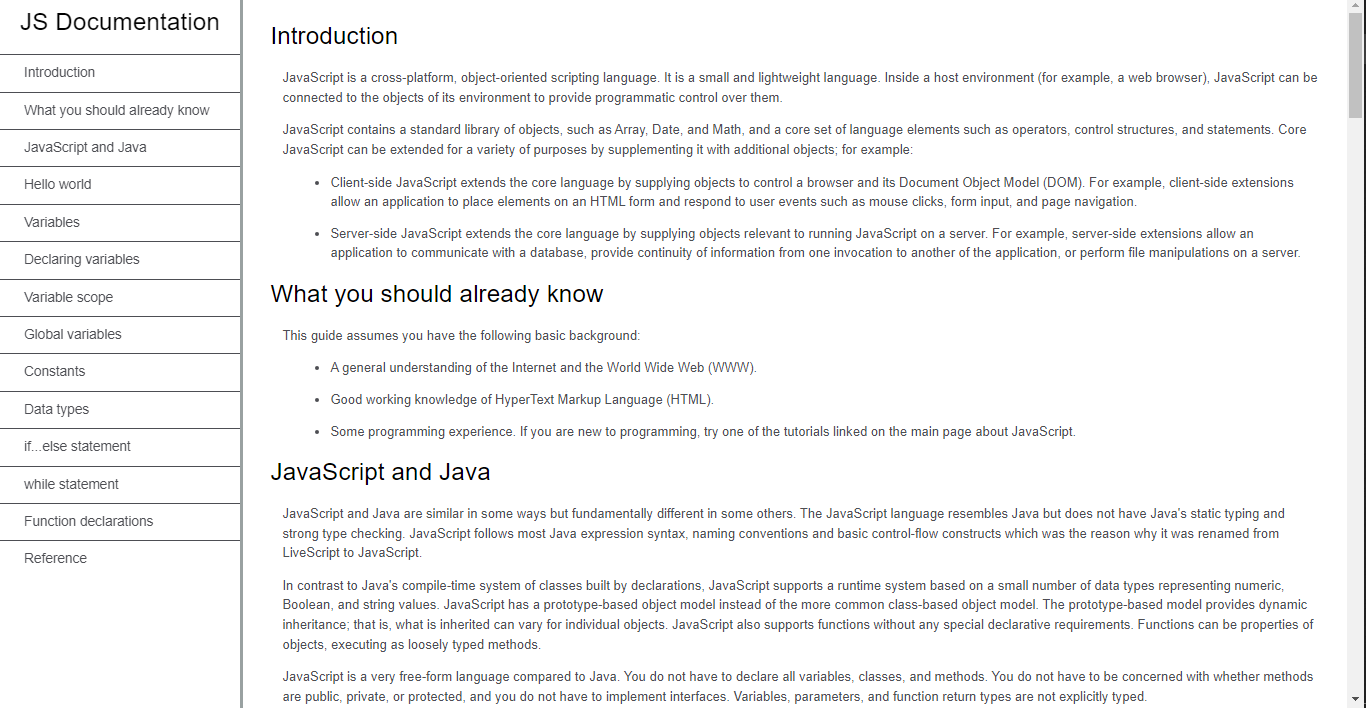 JS Documentation
Introduction
What you should already know
JavaScript and Java
Hello world
Variables
Declaring variables
Variable scope
Global variables
Constants
Data types
if...else statement
while statement
Function declarations
Reference
Introduction
JavaScript is a cross-platform, object-oriented scripting language. It is a small and lightweight language. Inside a host environment (for example, a web browser), JavaScript can be
connected to the objects of its environment to provide programmatic control over them.
JavaScript contains a standard library of objects, such as Array, Date, and Math, and a core set of language elements such as operators, control structures, and statements. Core
JavaScript can be extended for a variety of purposes by supplementing it with additional objects; for example:
• Client-side JavaScript extends the core language by supplying objects to control a browser and its Document Object Model (DOM). For example, client-side extensions
allow an application to place elements on an HTML form and respond to user events such as mouse clicks, form input, and page navigation.
• Server-side JavaScript extends the core language by supplying objects relevant to running JavaScript on a server. For example, server-side extensions allow an
application to communicate with a database, provide continuity of information from one invocation to another of the application, or perform file manipulations on a server.
What you should already know
This guide assumes you have the following basic background:
• A general understanding of the Internet and the World Wide Web (WWW).
• Good working knowledge of HyperText Markup Language (HTML).
• Some programming experience. If you are new to programming, try one of the tutorials linked on the main page about JavaScript.
JavaScript and Java
JavaScript and Java are similar in some ways but fundamentally different in some others. The JavaScript language resembles Java but does not have Java's static typing and
strong type checking. JavaScript follows most Java expression syntax, naming conventions and basic control-flow constructs which was the reason why it was renamed from
LiveScript to JavaScript.
In contrast to Java's compile-time system of classes built by declarations, JavaScript supports a runtime system based on a small number of data types representing numeric,
Boolean, and string values. JavaScript has a prototype-based object model instead of the more common class-based object model. The prototype-based model provides dynamic
inheritance; that is, what is inherited can vary for individual objects. JavaScript also supports functions without any special declarative requirements. Functions can be properties of
objects, executing as loosely typed methods.
JavaScript is a very free-form language compared to Java. You do not have to declare all variables, classes, and methods. You do not have to be concerned with whether methods
are public, private, or protected, and you do not have to implement interfaces. Variables, parameters, and function return types are not explicitly typed.